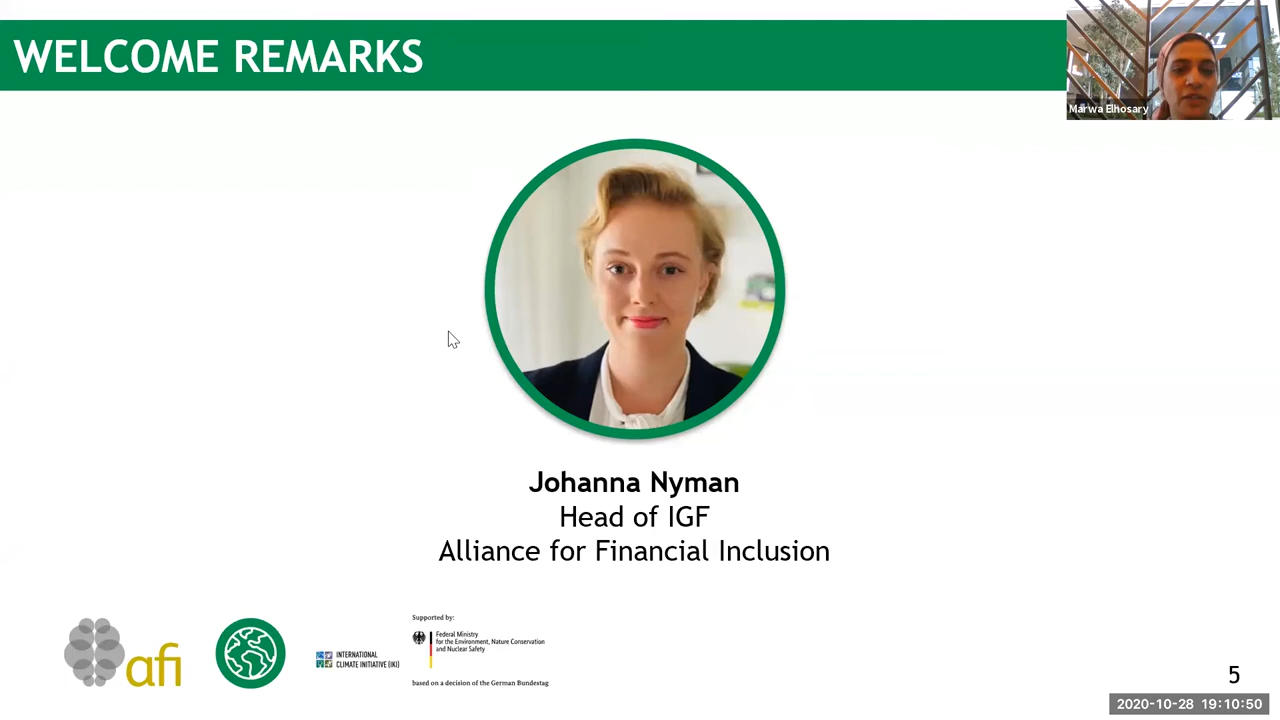 WELCOME REMARKS
Marwa Elhosary
Johanna Nyman
Head of IGF
Alliance for Financial Inclusion
afi
INTERNATIONAL
CLIMATE INITIATIVE (IKI)
Supported by:
Federal Ministry
for the Environment, Nature Conservation
and Nuclear Safety
based on a decision of the German Bundestag
5
2020-10-28 19:10:50